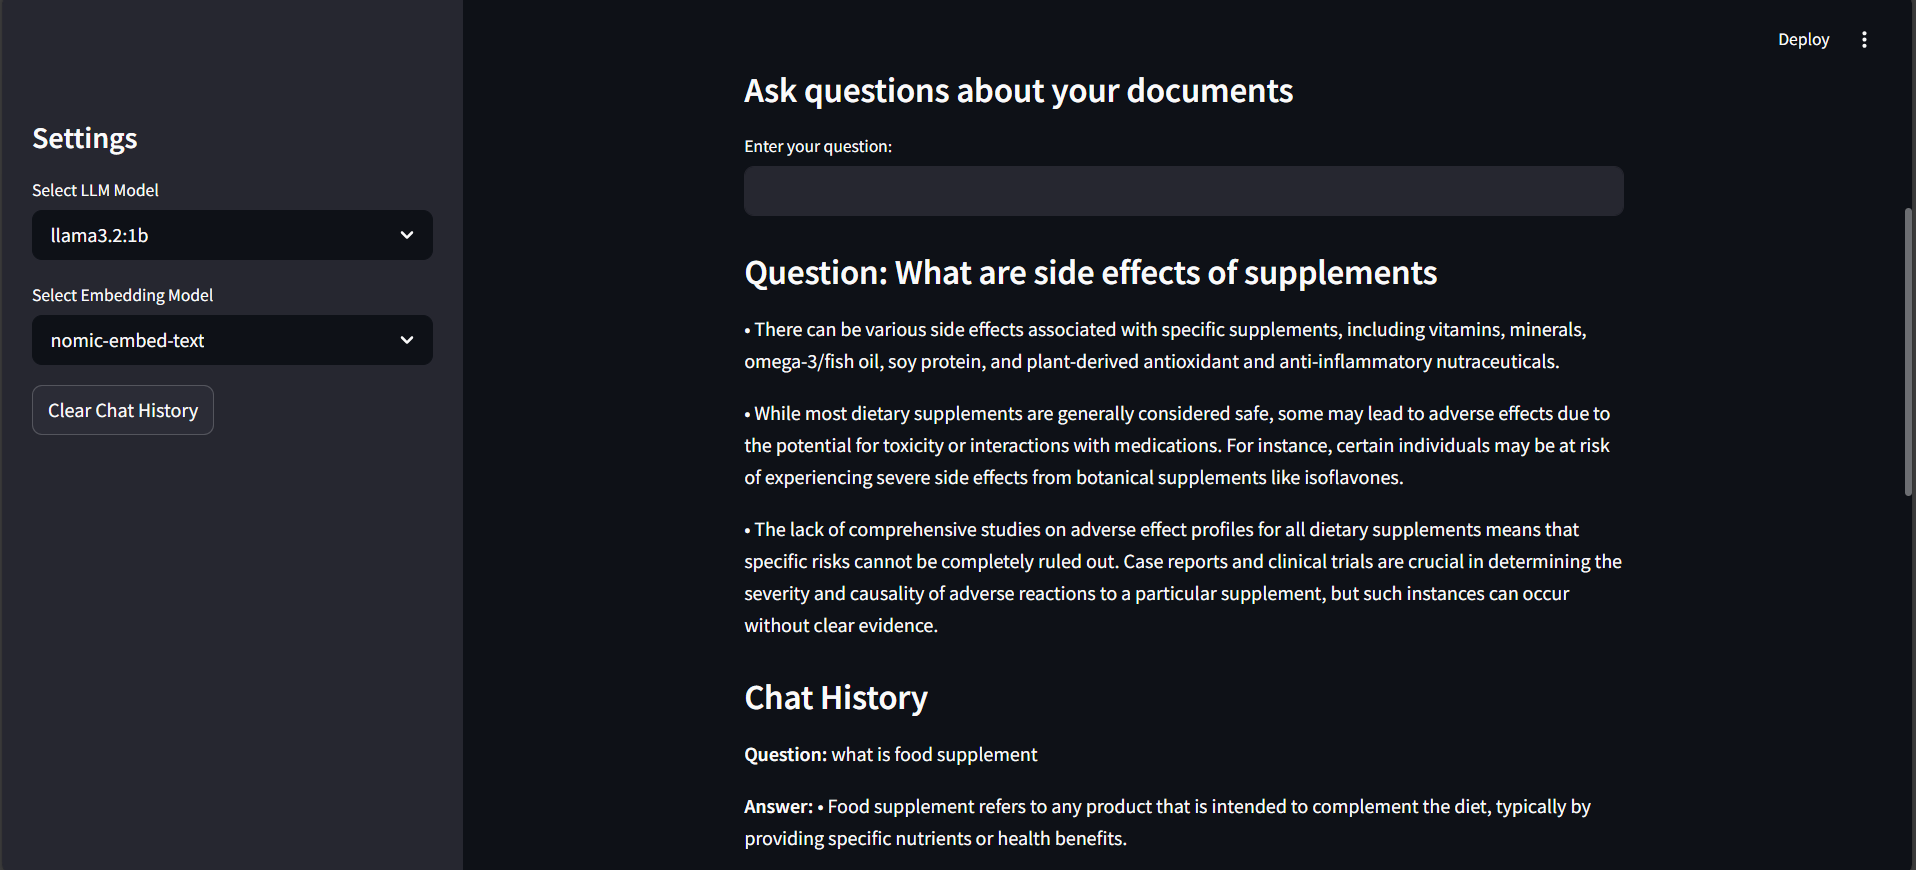 Deploy
Settings
Select LLM Model
llama3.2:1b
Select Embedding Model
nomic-embed-text
Clear Chat History
Ask questions about your documents
Enter your question:
Question: What are side effects of supplements
• There can be various side effects associated with specific supplements, including vitamins, minerals,
omega-3/fish oil, soy protein, and plant-derived antioxidant and anti-inflammatory nutraceuticals.
• While most dietary supplements are generally considered safe, some may lead to adverse effects due to
the potential for toxicity or interactions with medications. For instance, certain individuals may be at risk
of experiencing severe side effects from botanical supplements like isoflavones.
• The lack of comprehensive studies on adverse effect profiles for all dietary supplements means that
specific risks cannot be completely ruled out. Case reports and clinical trials are crucial in determining the
severity and causality of adverse reactions to a particular supplement, but such instances can occur
without clear evidence.
Chat History
Question: what is food supplement
Answer: • Food supplement refers to any product that is intended to complement the diet, typically by
providing specific nutrients or health benefits.